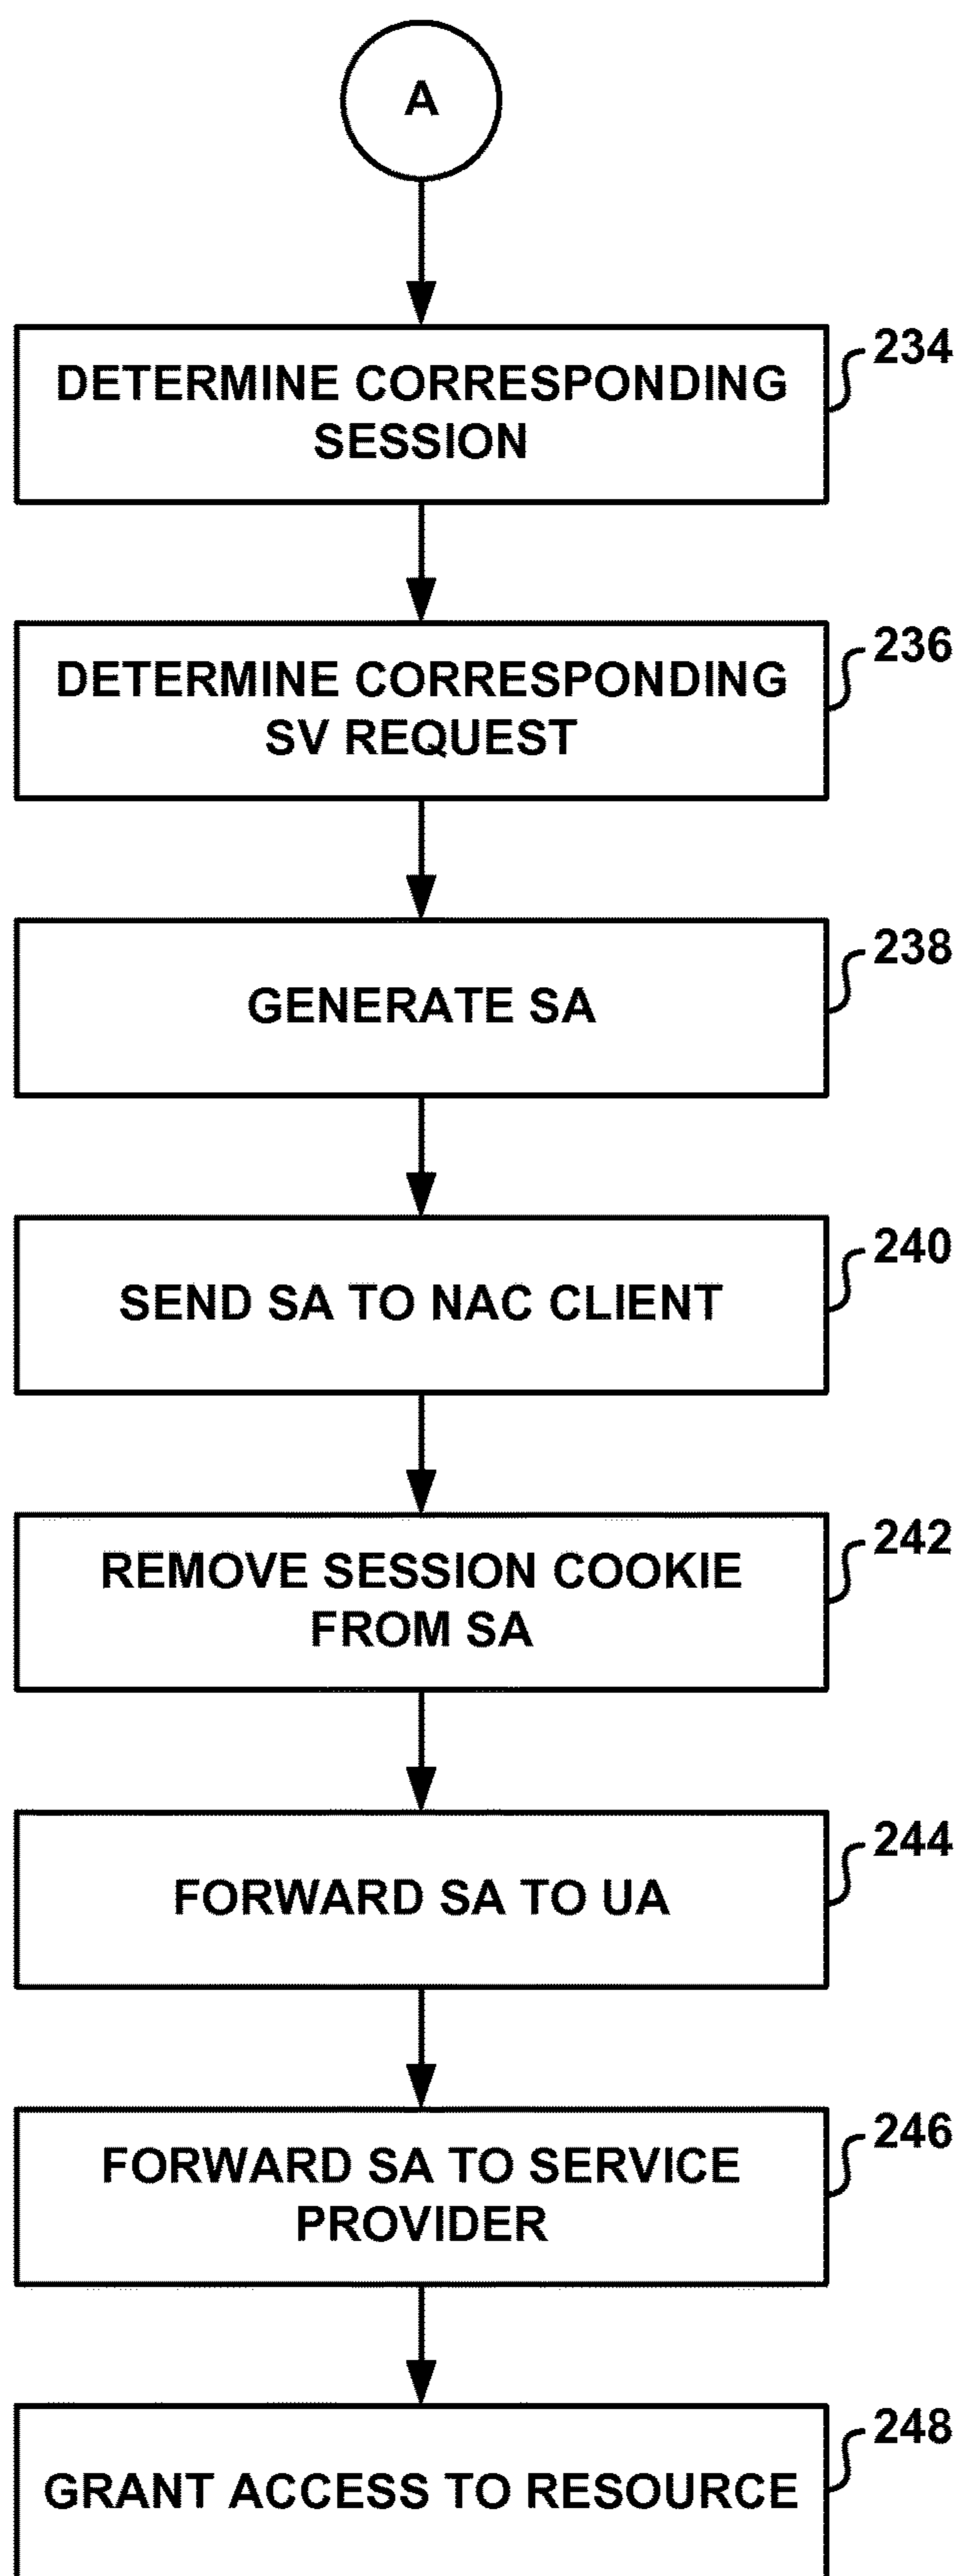 A
234
DETERMINE CORRESPONDING
SESSION
236
DETERMINE CORRESPONDING
SV REQUEST
238
GENERATE SA
240
SEND SA TO NAC CLIENT
242
REMOVE SESSION COOKIE
FROM SA
244
FORWARD SA TO UA
246
FORWARD SA TO SERVICE
PROVIDER
248
GRANT ACCESS TO RESOURCE